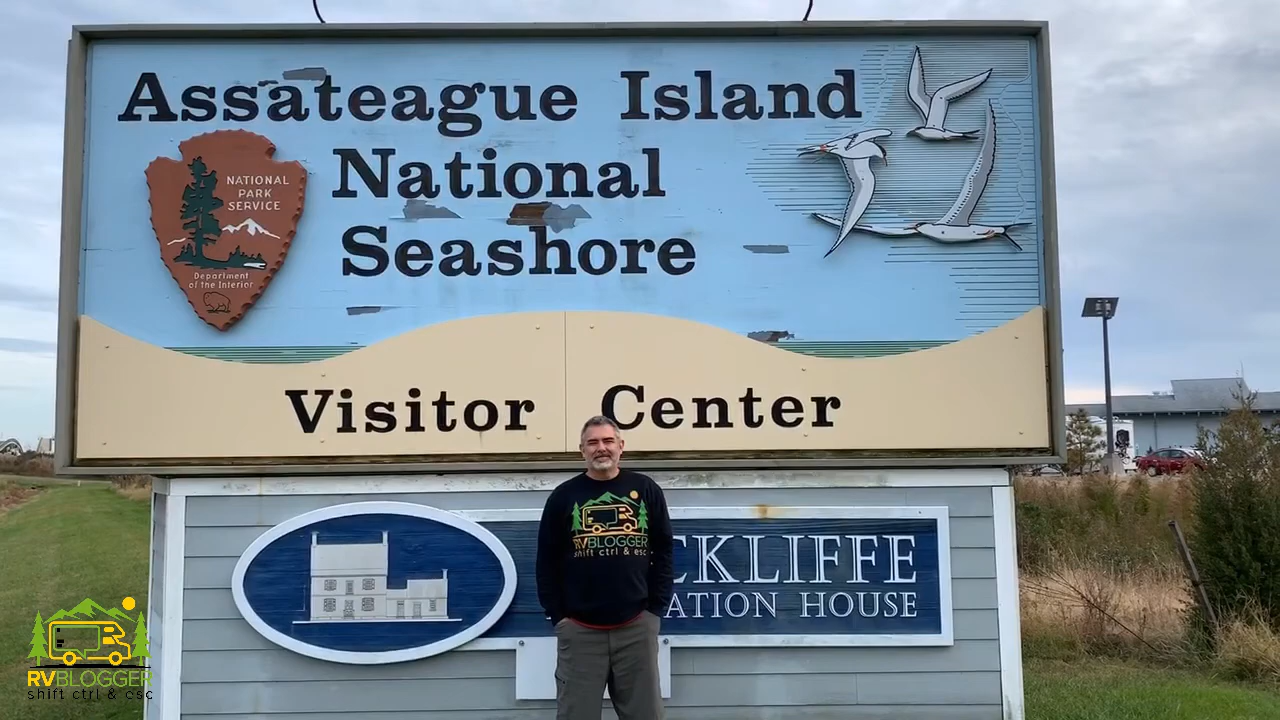 Assateague Island
National
Seashore
NATIONAL
PARK
SERVICE
Department
of the Interior
Visitor Center
CKLIFFE
ATION HOUSE
RVBLOGGER
shift ctrl & esc
RVBLOGGER
shift ctrl & esc